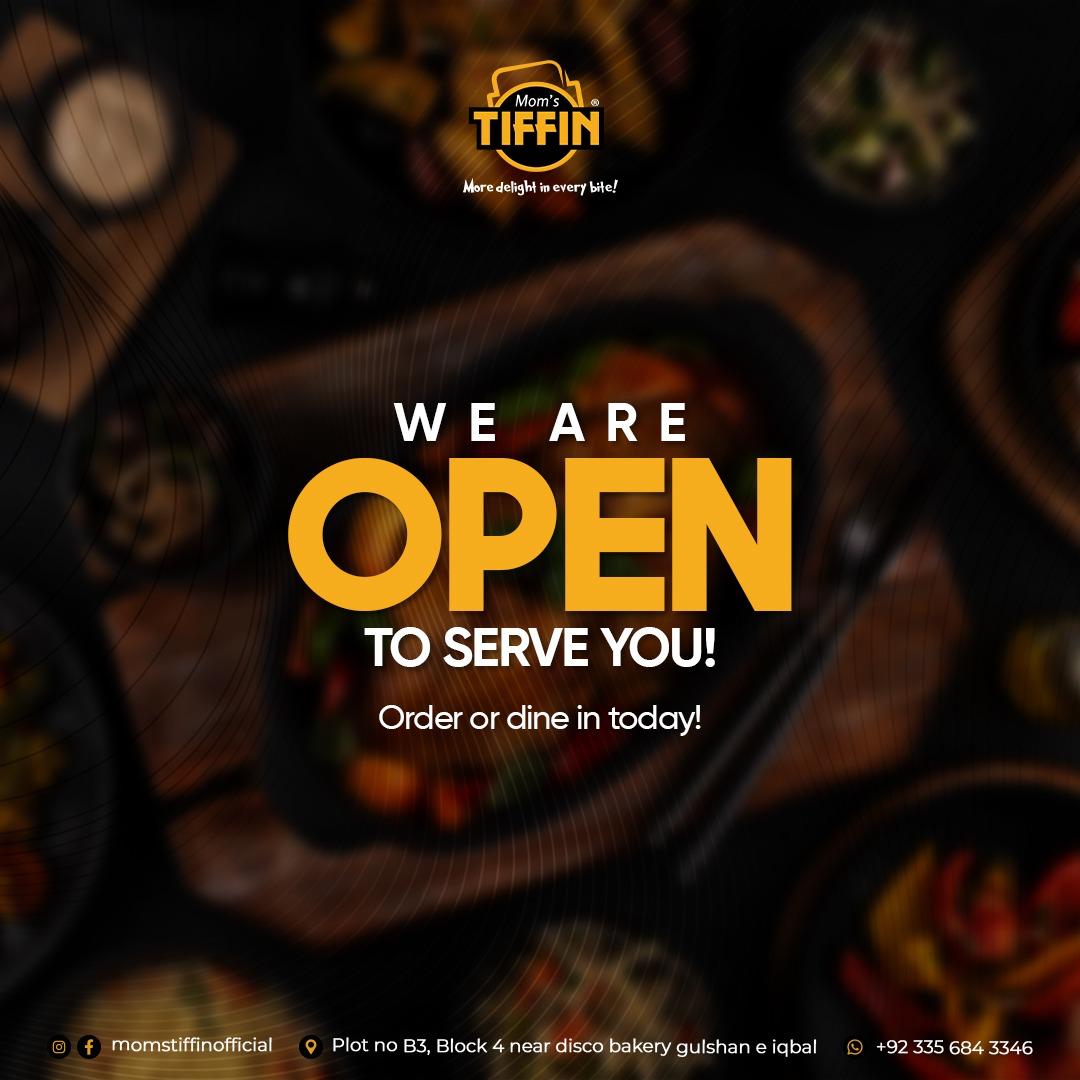 Mom's
TIFFIN®
More delight in every bite!
WE ARE
OPEN
TO SERVE YOU!
Order or dine in today!
momstiffinofficial
Plot no B3, Block 4 near disco bakery gulshan e iqbal
+92 335 684 3346